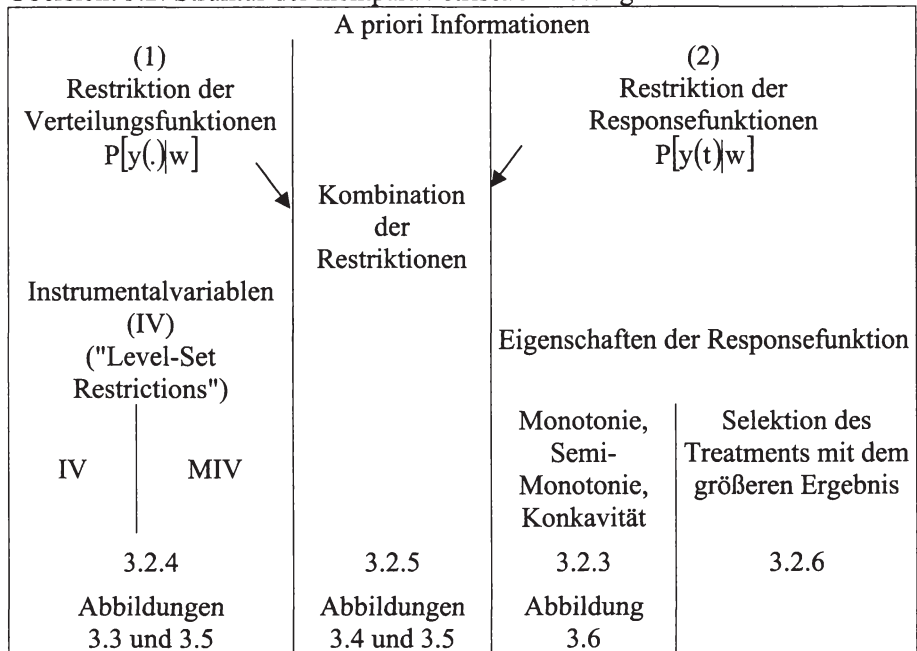 A priori Informationen
(1)
Restriktion der
Verteilungsfunktionen
P[y(.)|w]
Kombination
der
Restriktionen
(2)
Restriktion der
Responsefunktionen
P[y(t)|w]
Instrumentalvariablen
(IV)
("Level-Set
Restrictions")
IV
MIV
Eigenschaften der Responsefunktion
Monotonie,
Semi-
Monotonie,
Konkavität
Selektion des
Treatments mit dem
größeren Ergebnis
3.2.4
3.2.5
3.2.3
3.2.6
Abbildungen
3.3 und 3.5
Abbildungen
3.4 und 3.5
Abbildung
3.6